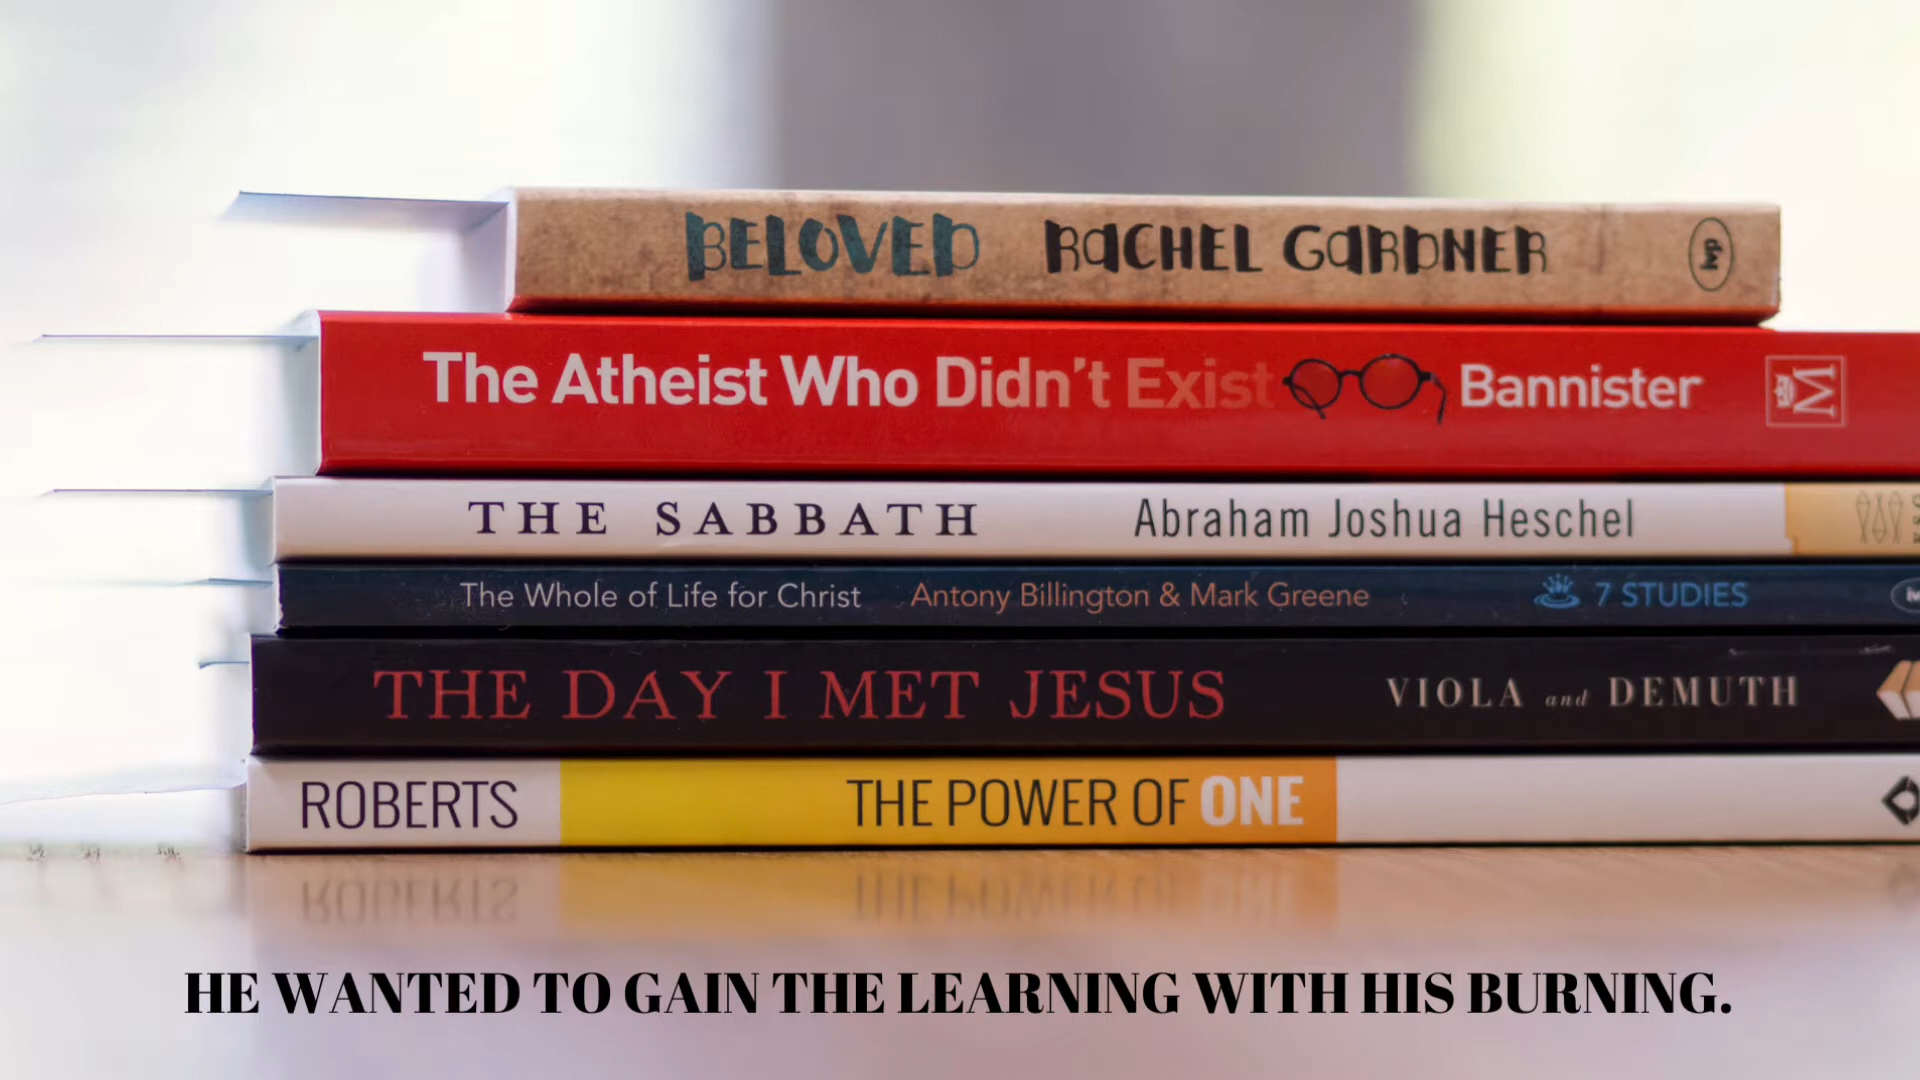 BELOVED RACHEL GARDNER ivp
The Atheist Who Didn't Exist Bannister M
THE SABBATH Abraham Joshua Heschel
The Whole of Life for Christ Antony Billington & Mark Greene 7 STUDIES
THE DAY I MET JESUS VIOLA and DEMUTH
ROBERTS THE POWER OF ONE
HE WANTED TO GAIN THE LEARNING WITH HIS BURNING.